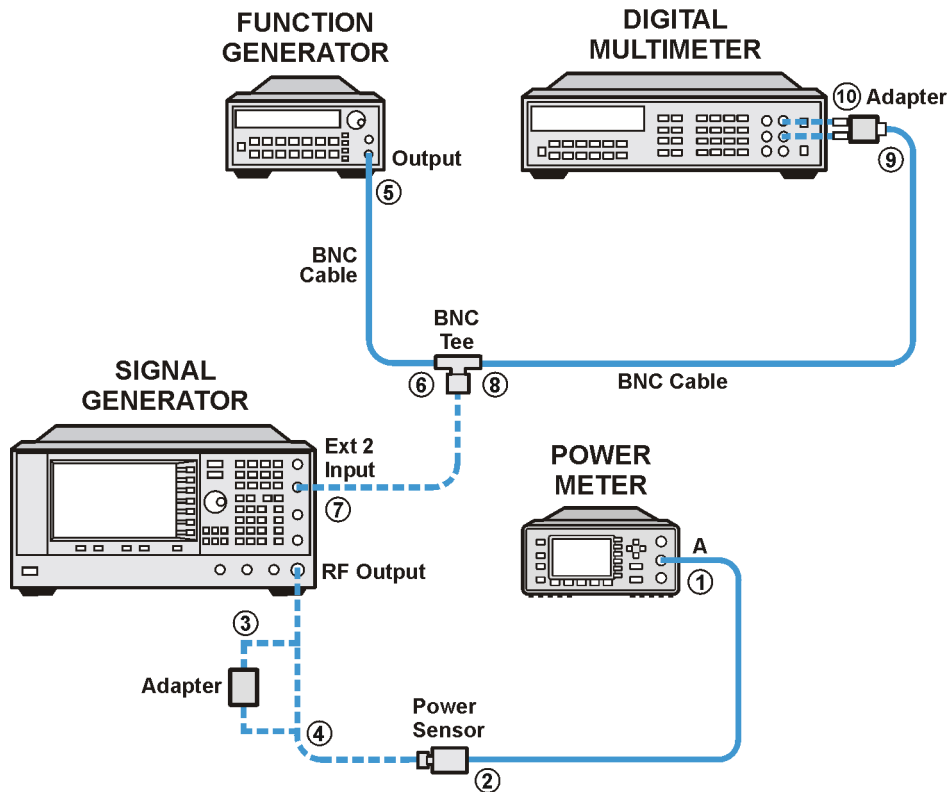 FUNCTION
GENERATOR
DIGITAL
MULTIMETER
10 Adapter
9
Output
5
BNC
Cable
BNC
Tee
6
8
BNC Cable
SIGNAL
GENERATOR
Ext 2
Input
7
RF Output
POWER
METER
A
1
3
Adapter
4
Power
Sensor
2